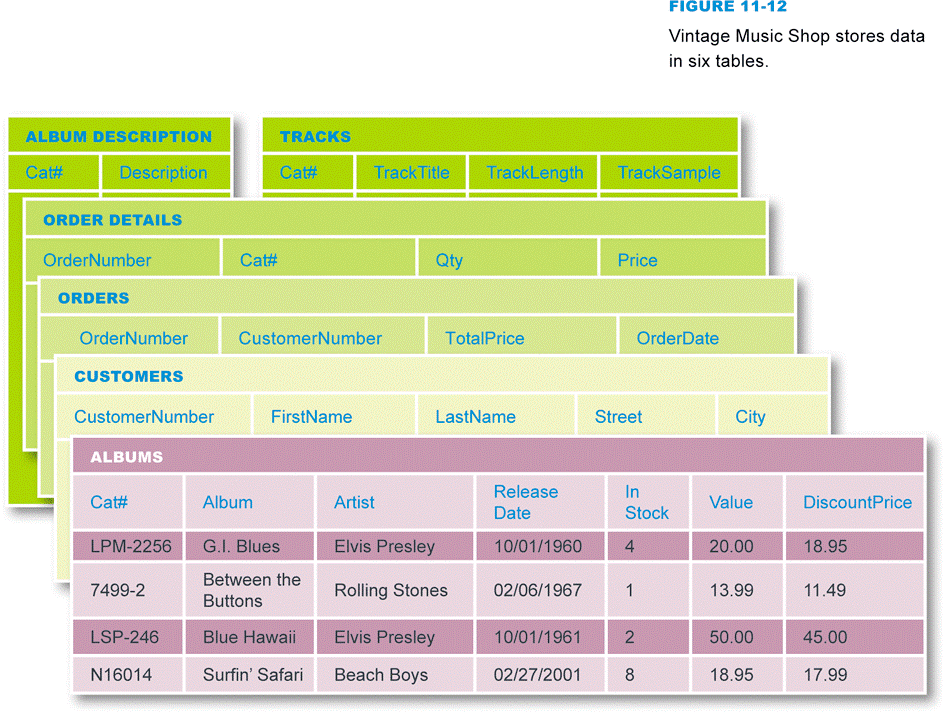 FIGURE 11-12
Vintage Music Shop stores data
in six tables.
ALBUM DESCRIPTION
Cat# Description
TRACKS
Cat# TrackTitle TrackLength TrackSample
ORDER DETAILS
OrderNumber Cat# Qty Price
ORDERS
OrderNumber CustomerNumber TotalPrice OrderDate
CUSTOMERS
CustomerNumber FirstName LastName Street City
ALBUMS
Cat# Album Artist Release Date In Stock Value DiscountPrice
LPM-2256 G.I. Blues Elvis Presley 10/01/1960 4 20.00 18.95
7499-2 Between the Buttons Rolling Stones 02/06/1967 1 13.99 11.49
LSP-246 Blue Hawaii Elvis Presley 10/01/1961 2 50.00 45.00
N16014 Surfin’ Safari Beach Boys 02/27/2001 8 18.95 17.99